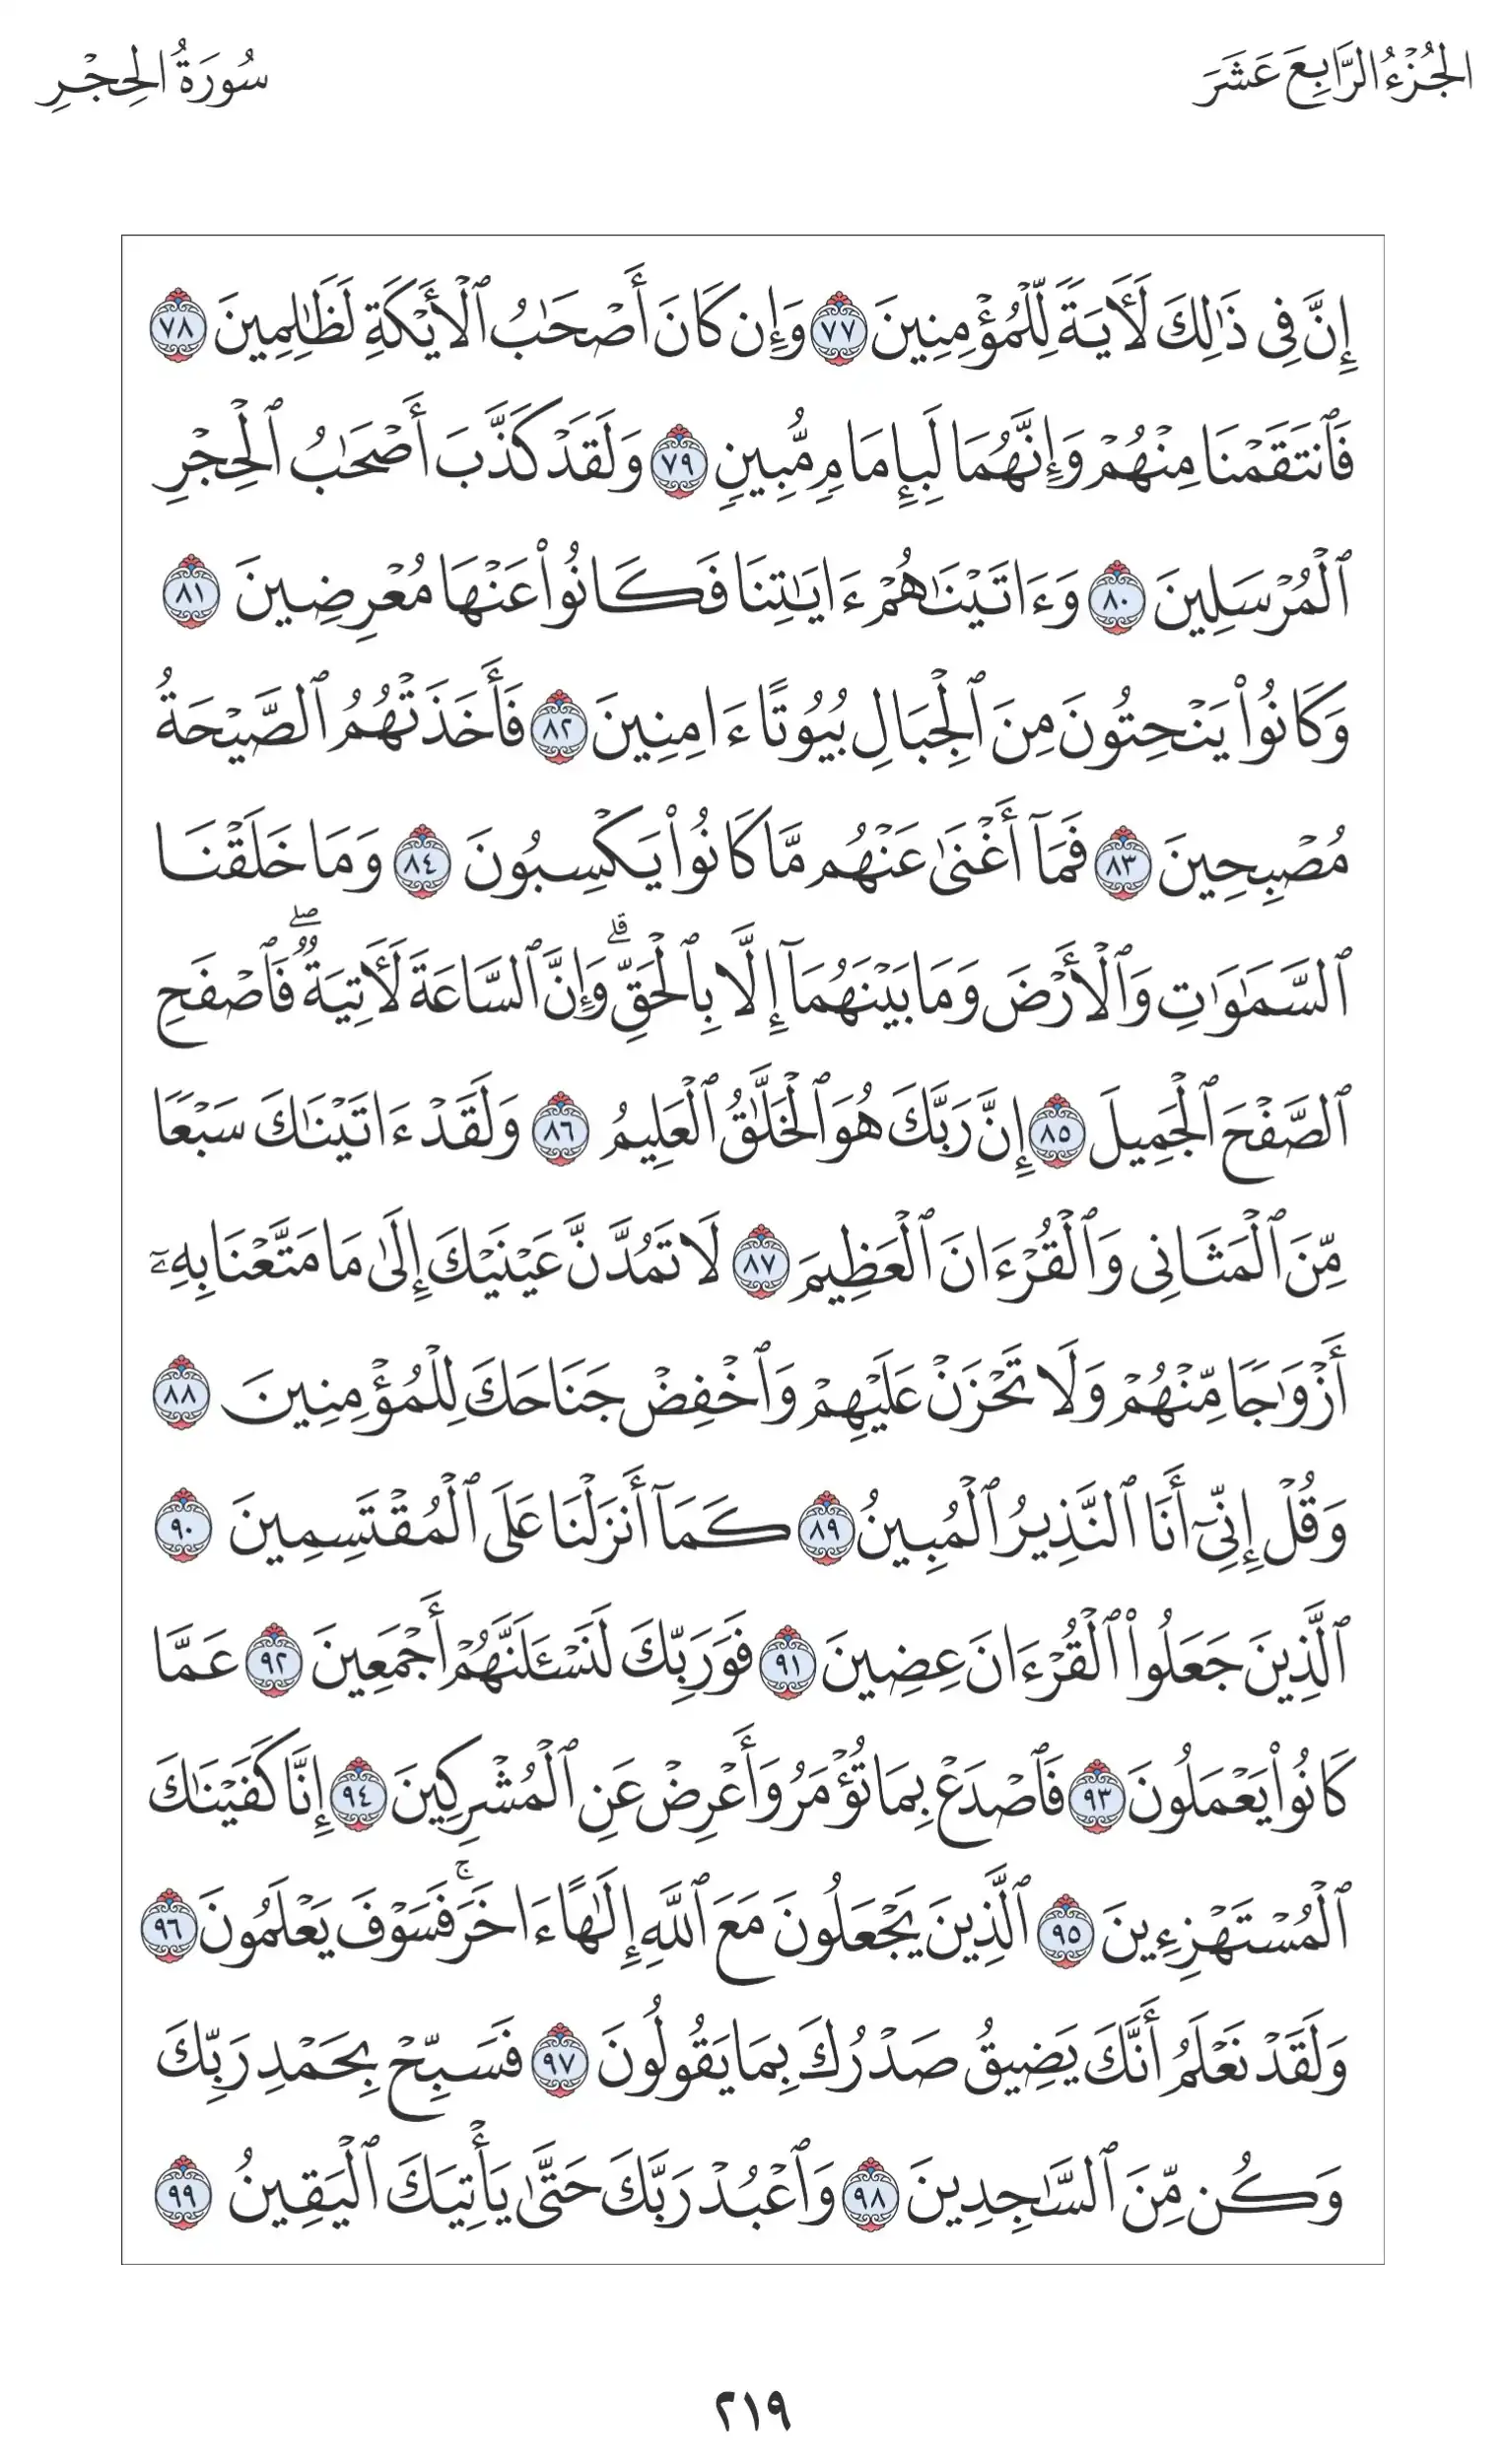 الجُزْءُ الرَّابِعَ عَشَرَ
سُورَةُ الحِجْرِ
إِنَّ فِي ذَٰلِكَ لَأٓيَةً لِّلْمُؤْمِنِينَ ٧٧ وَإِن كَانَ أَصْحَٰبُ ٱلْأَيْكَةِ لَظَٰلِمِينَ ٧٨
فَٱنتَقَمْنَا مِنْهُمْ وَإِنَّهُمَا لَبِإِمَامٍ مُّبِينٍ ٧٩ وَلَقَدْ كَذَّبَ أَصْحَٰبُ ٱلْحِجْرِ
ٱلْمُرْسَلِينَ ٨٠ وَءَاتَيْنَٰهُمْ ءَايَٰتِنَا فَكَانُوا۟ عَنْهَا مُعْرِضِينَ ٨١
وَكَانُوا۟ يَنْحِتُونَ مِنَ ٱلْجِبَالِ بُيُوتًا ءَامِنِينَ ٨٢ فَأَخَذَتْهُمُ ٱلصَّيْحَةُ
مُصْبِحِينَ ٨٣ فَمَآ أَغْنَىٰ عَنْهُم مَّا كَانُوا۟ يَكْسِبُونَ ٨٤ وَمَا خَلَقْنَا
ٱلسَّمَٰوَٰتِ وَٱلْأَرْضَ وَمَا بَيْنَهُمَآ إِلَّا بِٱلْحَقِّۗ وَإِنَّ ٱلسَّاعَةَ لَأٓتِيَةٌۖ فَٱصْفَحِ
ٱلصَّفْحَ ٱلْجَمِيلَ ٨٥ إِنَّ رَبَّكَ هُوَ ٱلْخَلَّٰقُ ٱلْعَلِيمُ ٨٦ وَلَقَدْ ءَاتَيْنَٰكَ سَبْعًا
مِّنَ ٱلْمَثَانِي وَٱلْقُرْءَانَ ٱلْعَظِيمَ ٨٧ لَا تَمُدَّنَّ عَيْنَيْكَ إِلَىٰ مَا مَتَّعْنَا بِهِۦٓ
أَزْوَٰجًا مِّنْهُمْ وَلَا تَحْزَنْ عَلَيْهِمْ وَٱخْفِضْ جَنَاحَكَ لِلْمُؤْمِنِينَ ٨٨
وَقُلْ إِنِّيٓ أَنَا ٱلنَّذِيرُ ٱلْمُبِينُ ٨٩ كَمَآ أَنزَلْنَا عَلَى ٱلْمُقْتَسِمِينَ ٩٠
ٱلَّذِينَ جَعَلُوا۟ ٱلْقُرْءَانَ عِضِينَ ٩١ فَوَرَبِّكَ لَنَسْـَٔلَنَّهُمْ أَجْمَعِينَ ٩٢ عَمَّا
كَانُوا۟ يَعْمَلُونَ ٩٣ فَٱصْدَعْ بِمَا تُؤْمَرُ وَأَعْرِضْ عَنِ ٱلْمُشْرِكِينَ ٩٤ إِنَّا كَفَيْنَٰكَ
ٱلْمُسْتَهْزِءِينَ ٩٥ ٱلَّذِينَ يَجْعَلُونَ مَعَ ٱللَّهِ إِلَٰهًا ءَاخَرَۚ فَسَوْفَ يَعْلَمُونَ ٩٦
وَلَقَدْ نَعْلَمُ أَنَّكَ يَضِيقُ صَدْرُكَ بِمَا يَقُولُونَ ٩٧ فَسَبِّحْ بِحَمْدِ رَبِّكَ
وَكُن مِّنَ ٱلسَّٰجِدِينَ ٩٨ وَٱعْبُدْ رَبَّكَ حَتَّىٰ يَأْتِيَكَ ٱلْيَقِينُ ٩٩
٢١٩